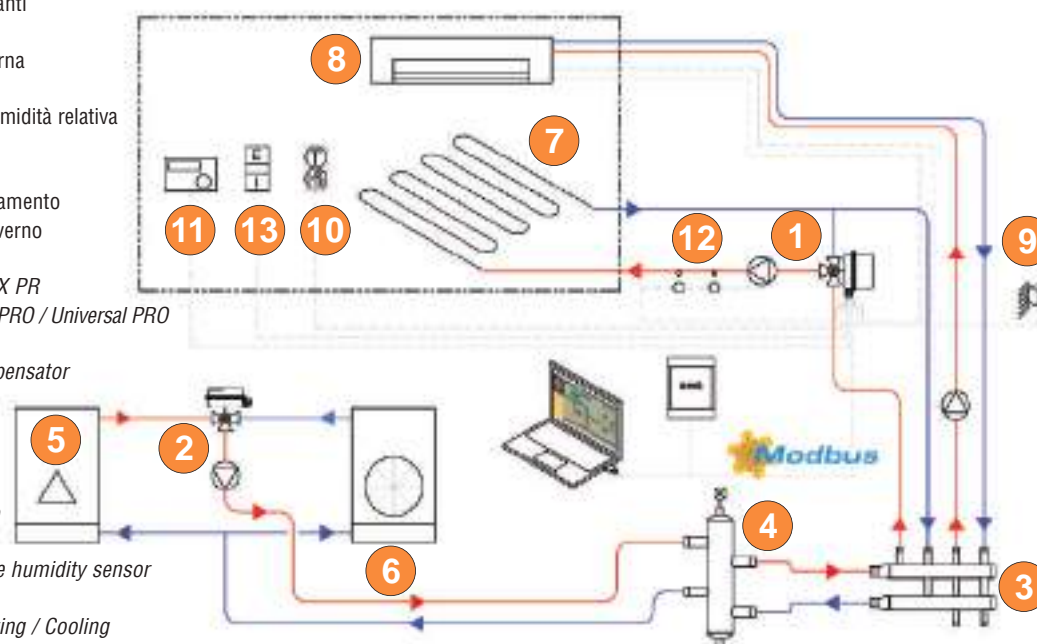 anti
rna
midità relativa
amento
verno
X PR
PRO / Universal PRO
pensator
e humidity sensor
ing / Cooling
8
7
11
13
10
12
1
9
5
2
6
4
3
E
I
T
Modbus